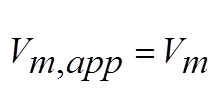 V_{m,app} = V_m